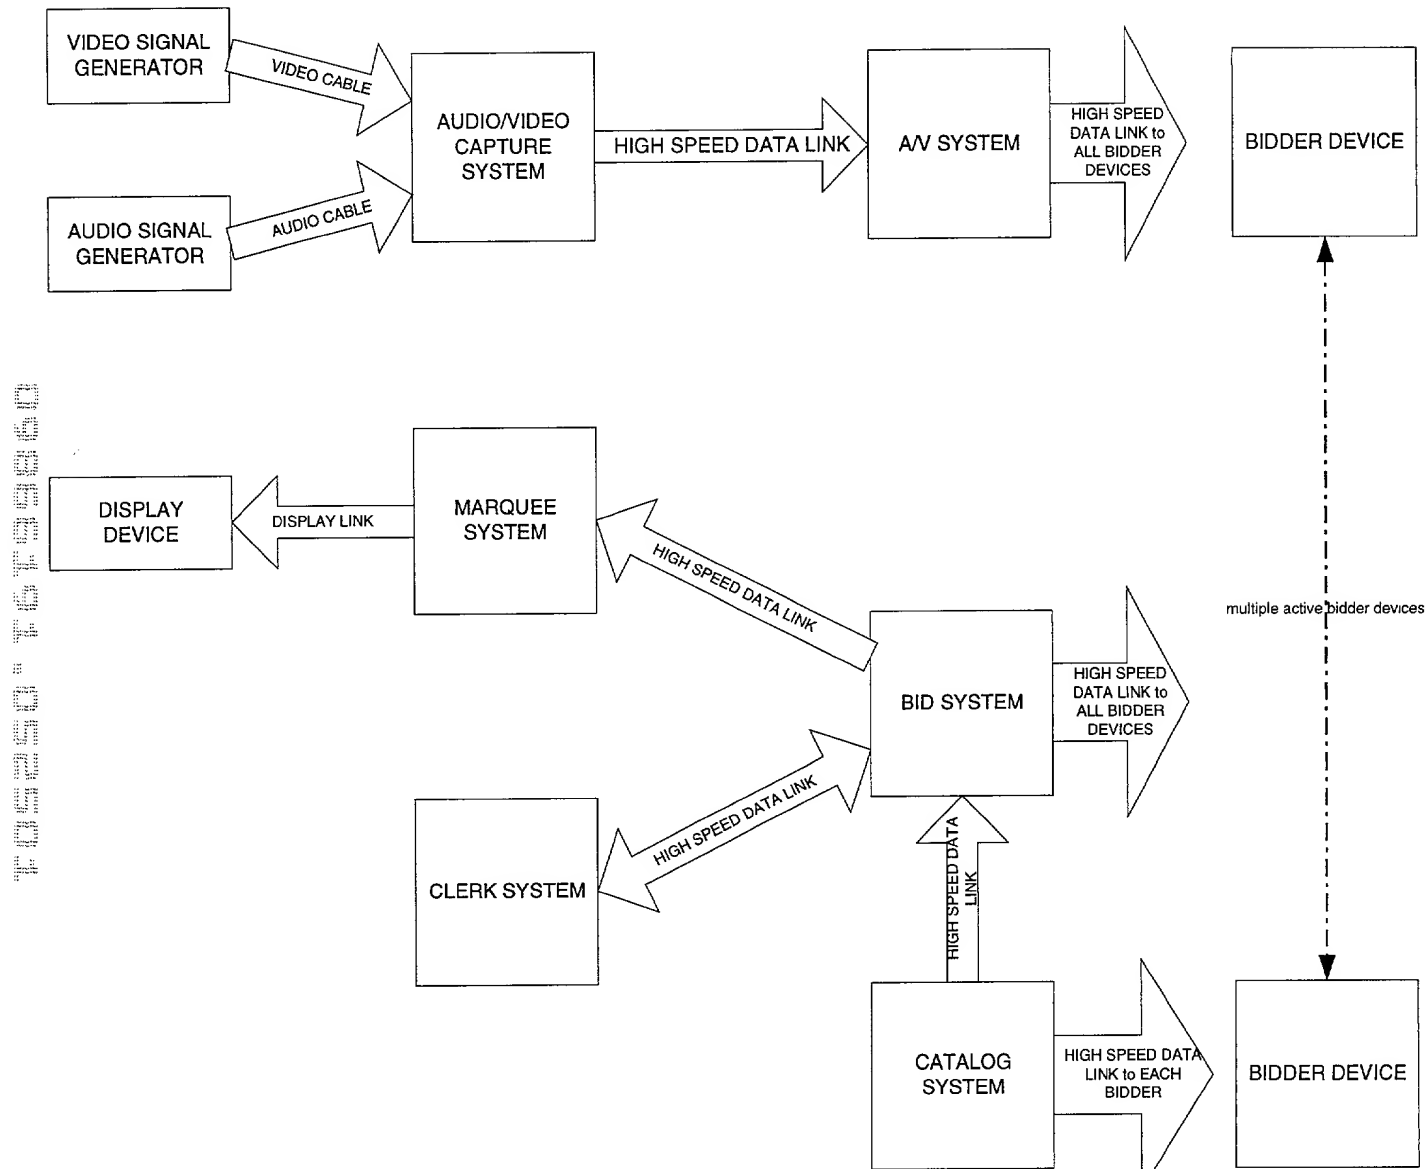 VIDEO SIGNAL
GENERATOR
VIDEO CABLE
AUDIO/VIDEO
CAPTURE
SYSTEM
HIGH SPEED DATA LINK
A/V SYSTEM
HIGH SPEED
DATA LINK to
ALL BIDDER
DEVICES
BIDDER DEVICE
AUDIO SIGNAL
GENERATOR
AUDIO CABLE
DISPLAY
DEVICE
DISPLAY LINK
MARQUEE
SYSTEM
HIGH SPEED DATA LINK
multiple active bidder devices
BID SYSTEM
HIGH SPEED
DATA LINK to
ALL BIDDER
DEVICES
HIGH SPEED DATA LINK
CLERK SYSTEM
HIGH SPEED DATA
LINK
CATALOG
SYSTEM
HIGH SPEED DATA
LINK to EACH
BIDDER
BIDDER DEVICE